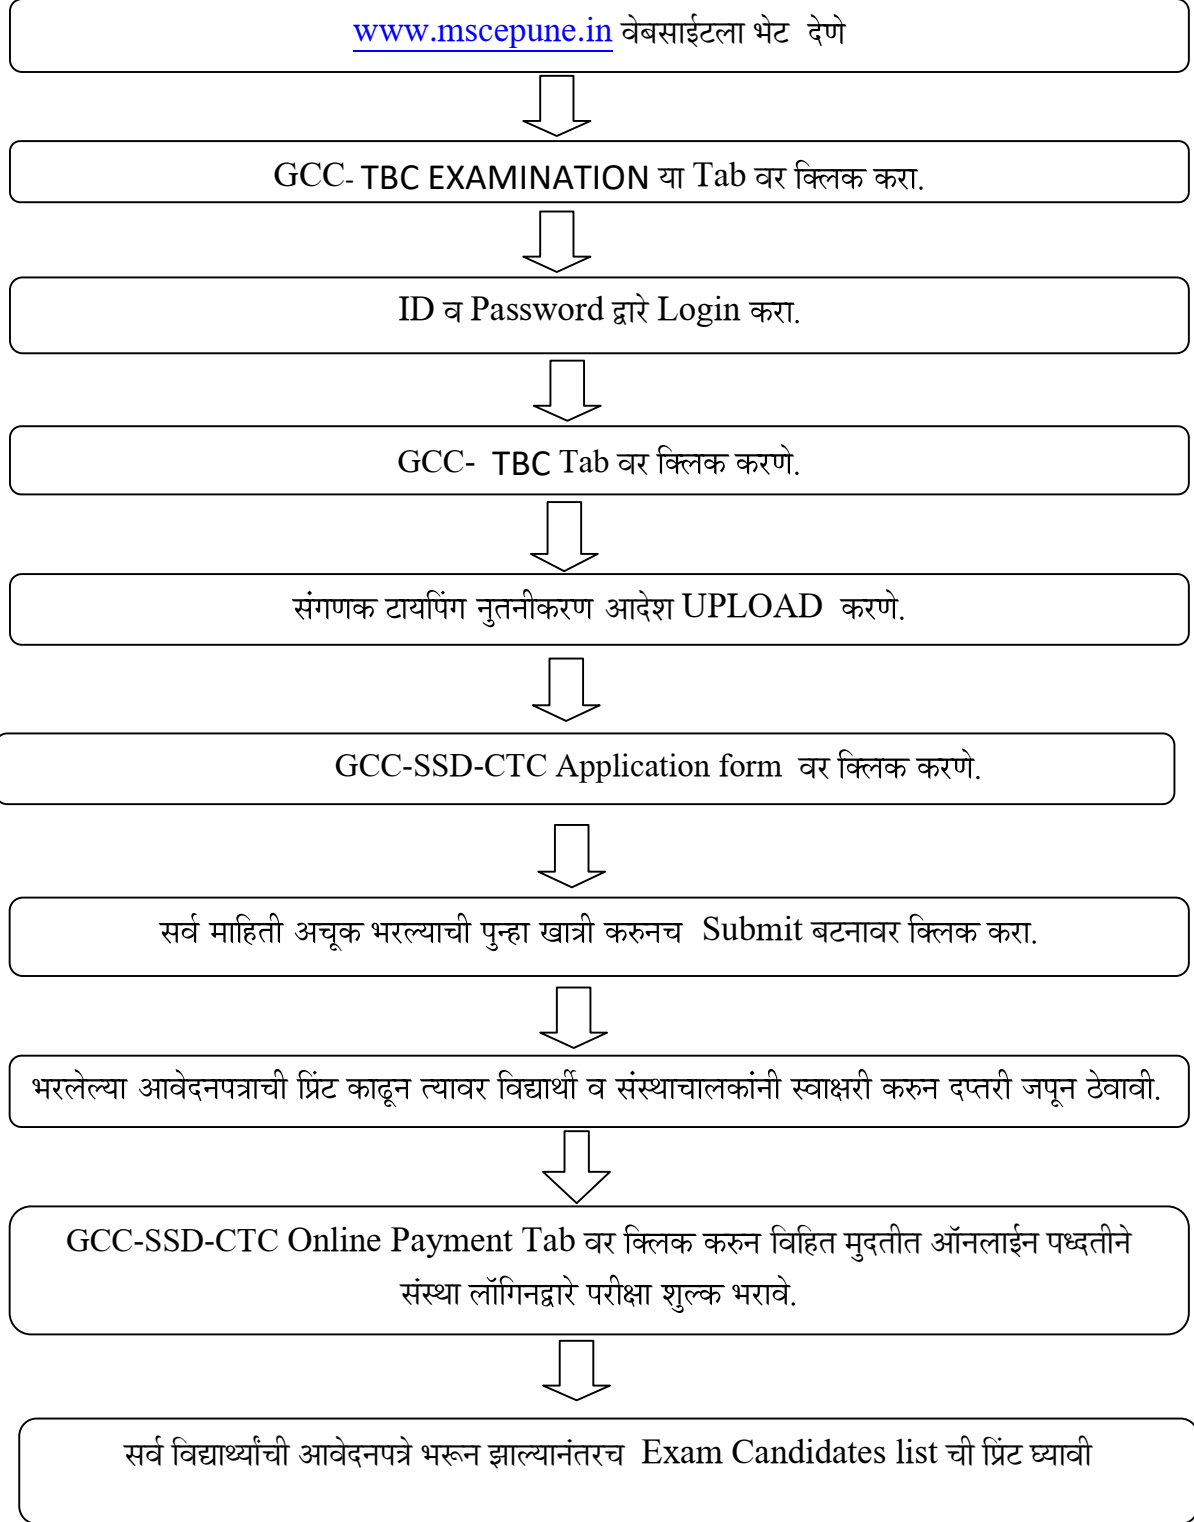 www.mscepune.in वेबसाईटला भेट देणे
GCC- TBC EXAMINATION या Tab वर क्लिक करा.
ID व Password द्वारे Login करा.
GCC- TBC Tab वर क्लिक करणे.
संगणक टायपिंग नुतनीकरण आदेश UPLOAD करणे.
GCC-SSD-CTC Application form वर क्लिक करणे.
सर्व माहिती अचूक भरल्याची पुन्हा खात्री करुनच Submit बटनावर क्लिक करा.
भरलेल्या आवेदनपत्राची प्रिंट काढून त्यावर विद्यार्थी व संस्थाचालकांनी स्वाक्षरी करुन दप्तरी जपून ठेवावी.
GCC-SSD-CTC Online Payment Tab वर क्लिक करुन विहित मुदतीत ऑनलाईन पध्दतीने
संस्था लॉगिनद्वारे परीक्षा शुल्क भरावे.
सर्व विद्यार्थ्यांची आवेदनपत्रे भरून झाल्यानंतरच Exam Candidates list ची प्रिंट घ्यावी